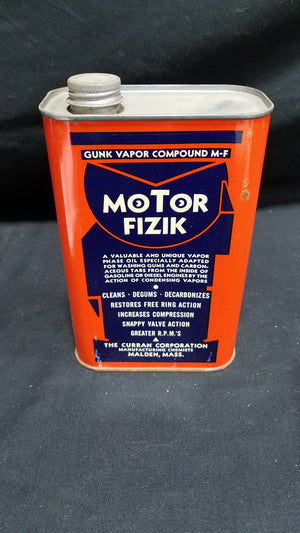 GUNK VAPOR COMPOUND M-F
MOTOR
FIZIK
A VALUABLE AND UNIQUE VAPOR
PHASE OIL ESPECIALLY ADAPTED
FOR WASHING GUMS AND CARBON-
ACEOUS TARS FROM THE INSIDE OF
GASOLINE OR DIESEL ENGINES BY THE
ACTION OF CONDENSING VAPORS
CLEANS · DEGUMS · DECARBONIZES
RESTORES FREE RING ACTION
INCREASES COMPRESSION
SNAPPY VALVE ACTION
GREATER R.P.M.'S
THE CURRAN CORPORATION
MANUFACTURING CHEMISTS
MALDEN, MASS.